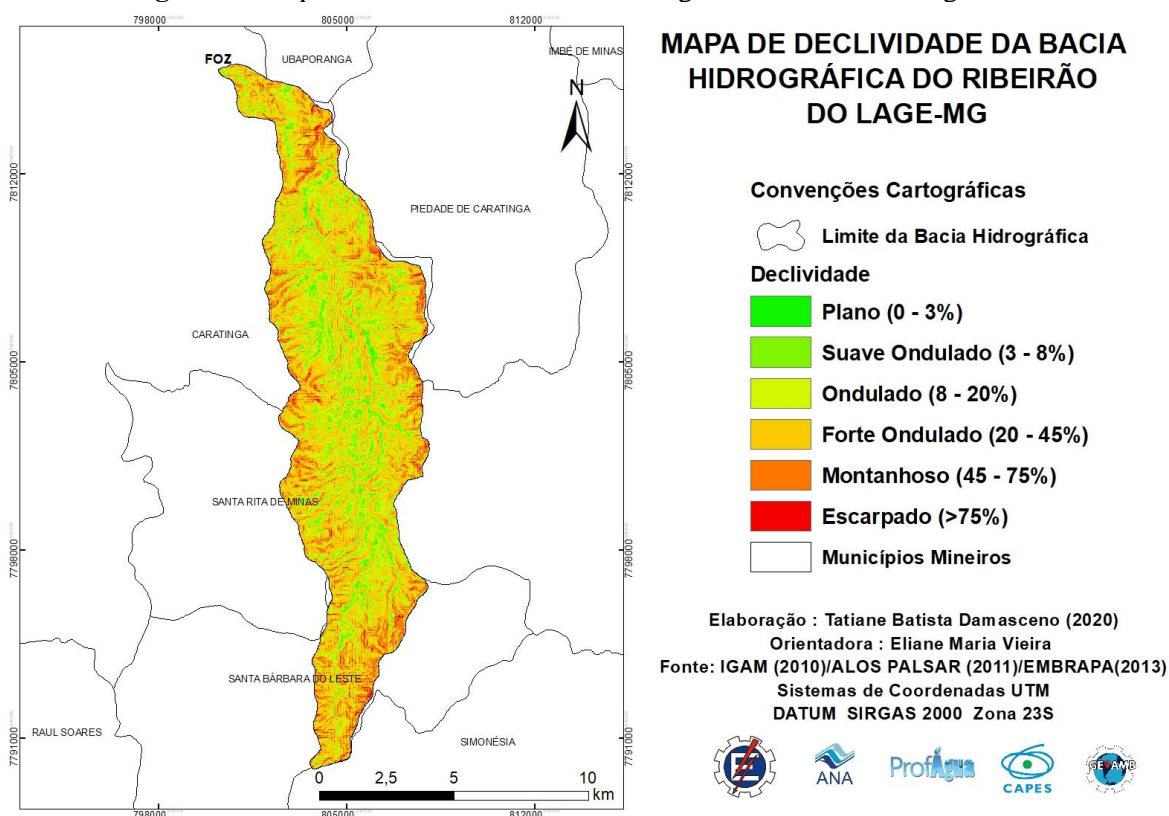 798000
805000
812000
FOZ
UBAPORANGA
IMBÉ DE MINAS
N
7812000
7812000
PIEDADE DE CARATINGA
CARATINGA
7805000
7805000
SANTA RITA DE MINAS
7798000
7798000
SANTA BÁRBARA DO LESTE
RAUL SOARES
SIMONÉSIA
7791000
7791000
0 2,5 5 10
km
798000
805000
812000
MAPA DE DECLIVIDADE DA BACIA
HIDROGRÁFICA DO RIBEIRÃO
DO LAGE-MG
Convenções Cartográficas
Limite da Bacia Hidrográfica
Declividade
Plano (0 - 3%)
Suave Ondulado (3 - 8%)
Ondulado (8 - 20%)
Forte Ondulado (20 - 45%)
Montanhoso (45 - 75%)
Escarpado (>75%)
Municípios Mineiros
Elaboração : Tatiane Batista Damasceno (2020)
Orientadora : Eliane Maria Vieira
Fonte: IGAM (2010)/ALOS PALSAR (2011)/EMBRAPA(2013)
Sistemas de Coordenadas UTM
DATUM SIRGAS 2000 Zona 23S
ANA
ProfÁgua
CAPES